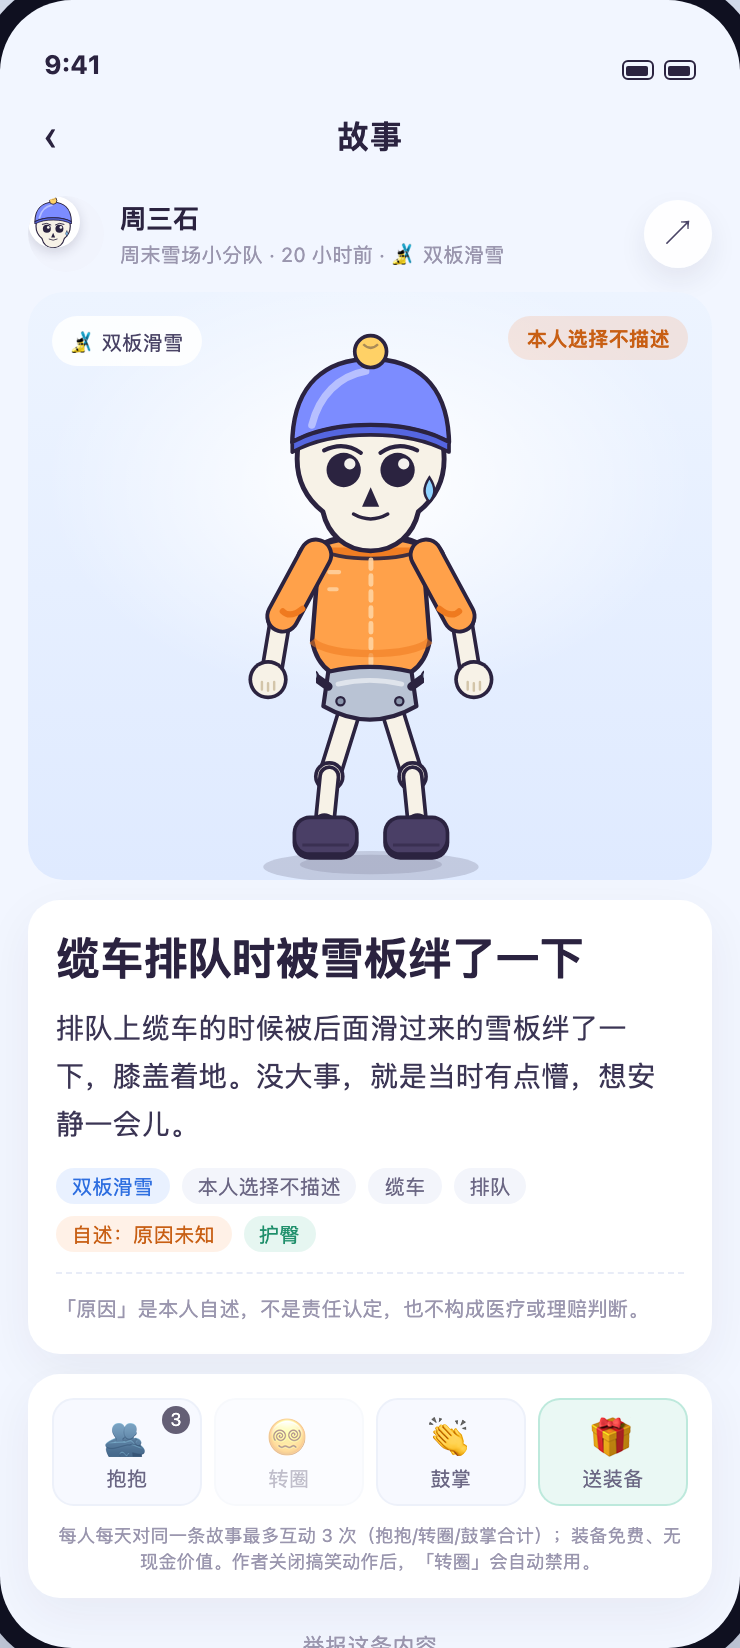 9:41
故事
周三石
周末雪场小分队 · 20 小时前 · 双板滑雪
双板滑雪
本人选择不描述
缆车排队时被雪板绊了一下
排队上缆车的时候被后面滑过来的雪板绊了一
下，膝盖着地。没大事，就是当时有点懵，想安
静一会儿。
双板滑雪 本人选择不描述 缆车 排队
自述：原因未知 护臀
「原因」是本人自述，不是责任认定，也不构成医疗或理赔判断。
3
抱抱 转圈 鼓掌 送装备
每人每天对同一条故事最多互动 3 次（抱抱/转圈/鼓掌合计）；装备免费、无
现金价值。作者关闭搞笑动作后，「转圈」会自动禁用。
举报这条内容